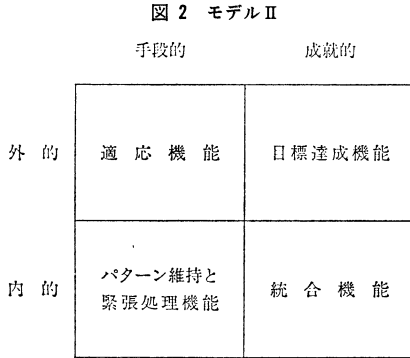 図 2 モデルⅡ
手段的 成就的
外的 適応機能 目標達成機能
内的 パターン維持と
緊張処理機能 統合機能